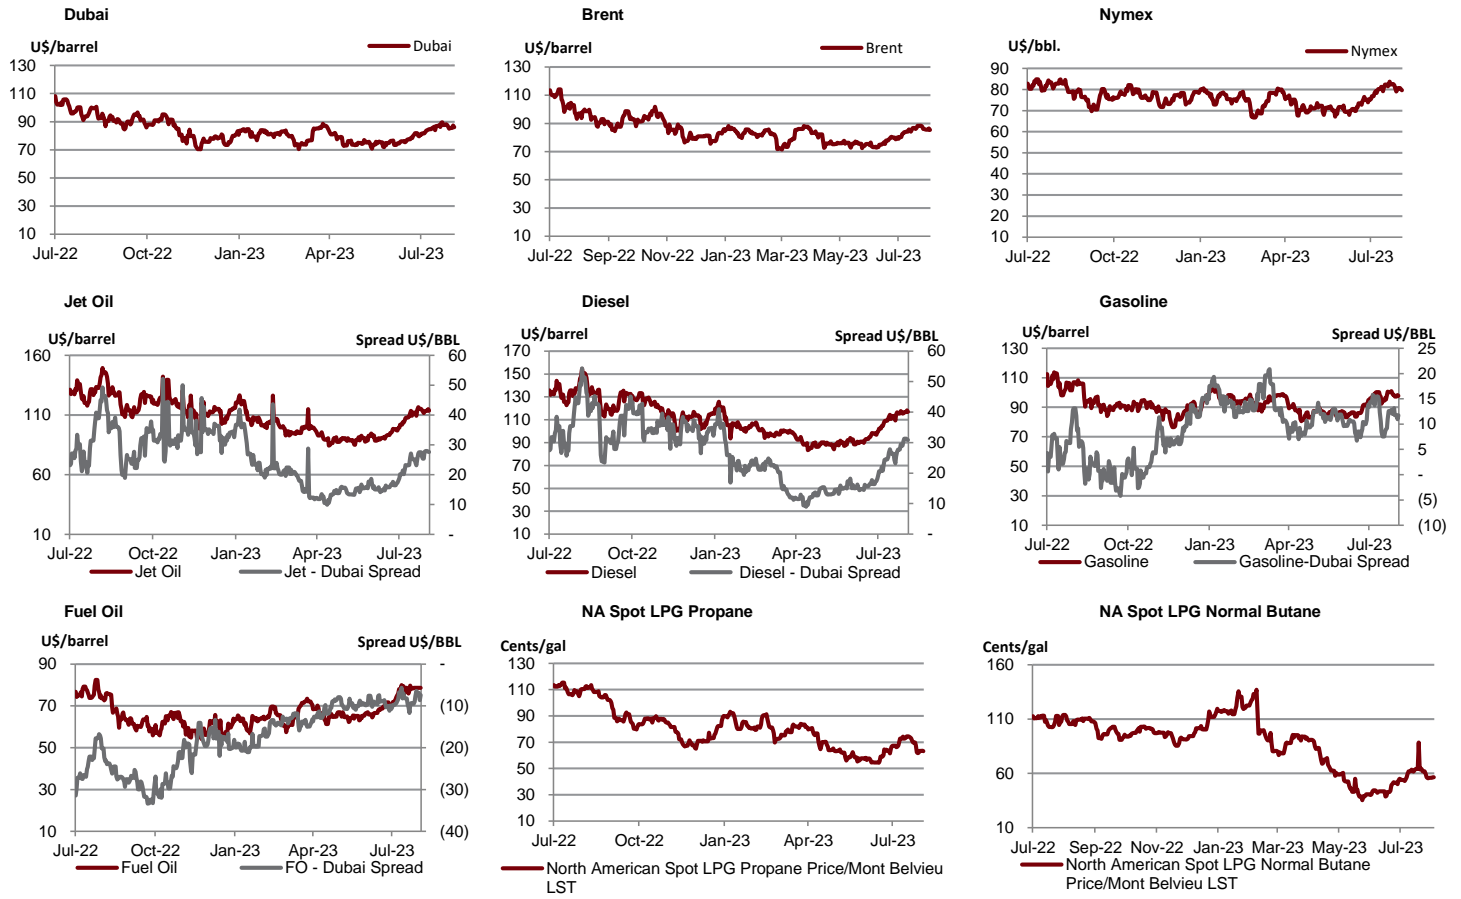 Dubai
U$/barrel
Dubai
130
110
90
70
50
30
10
Jul-22 Oct-22 Jan-23 Apr-23 Jul-23
Brent
U$/barrel
Brent
130
110
90
70
50
30
10
Jul-22 Sep-22 Nov-22 Jan-23 Mar-23 May-23 Jul-23
Nymex
U$/bbl.
Nymex
90
80
70
60
50
40
30
20
10
Jul-22 Oct-22 Jan-23 Apr-23 Jul-23
Jet Oil
U$/barrel Spread U$/BBL
160
110
60
10
60
50
40
30
20
10
-
Jul-22 Oct-22 Jan-23 Apr-23 Jul-23
Jet Oil Jet - Dubai Spread
Diesel
U$/barrel Spread U$/BBL
170
150
130
110
90
70
50
30
10
60
50
40
30
20
10
-
Jul-22 Oct-22 Jan-23 Apr-23 Jul-23
Diesel Diesel - Dubai Spread
Gasoline
U$/barrel Spread U$/BBL
130
110
90
70
50
30
10
25
20
15
10
5
-
(5)
(10)
Jul-22 Oct-22 Jan-23 Apr-23 Jul-23
Gasoline Gasoline-Dubai Spread
Fuel Oil
U$/barrel Spread U$/BBL
90
70
50
30
10
-
(10)
(20)
(30)
(40)
Jul-22 Oct-22 Jan-23 Apr-23 Jul-23
Fuel Oil FO - Dubai Spread
NA Spot LPG Propane
Cents/gal
130
110
90
70
50
30
10
Jul-22 Oct-22 Jan-23 Apr-23 Jul-23
North American Spot LPG Propane Price/Mont Belvieu
LST
NA Spot LPG Normal Butane
Cents/gal
160
110
60
10
Jul-22 Sep-22 Nov-22 Jan-23 Mar-23 May-23 Jul-23
North American Spot LPG Normal Butane
Price/Mont Belvieu LST